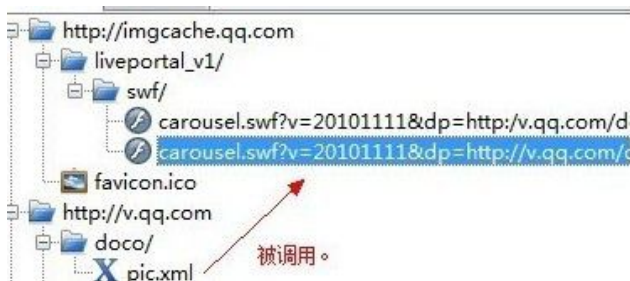 http://imgcache.qq.com
liveportal_v1/
swf/
carousel.swf?v=20101111&dp=http:/v.qq.com/d
carousel.swf?v=20101111&dp=http://v.qq.com/d
favicon.ico
http://v.qq.com
doco/
被调用。
pic.xml